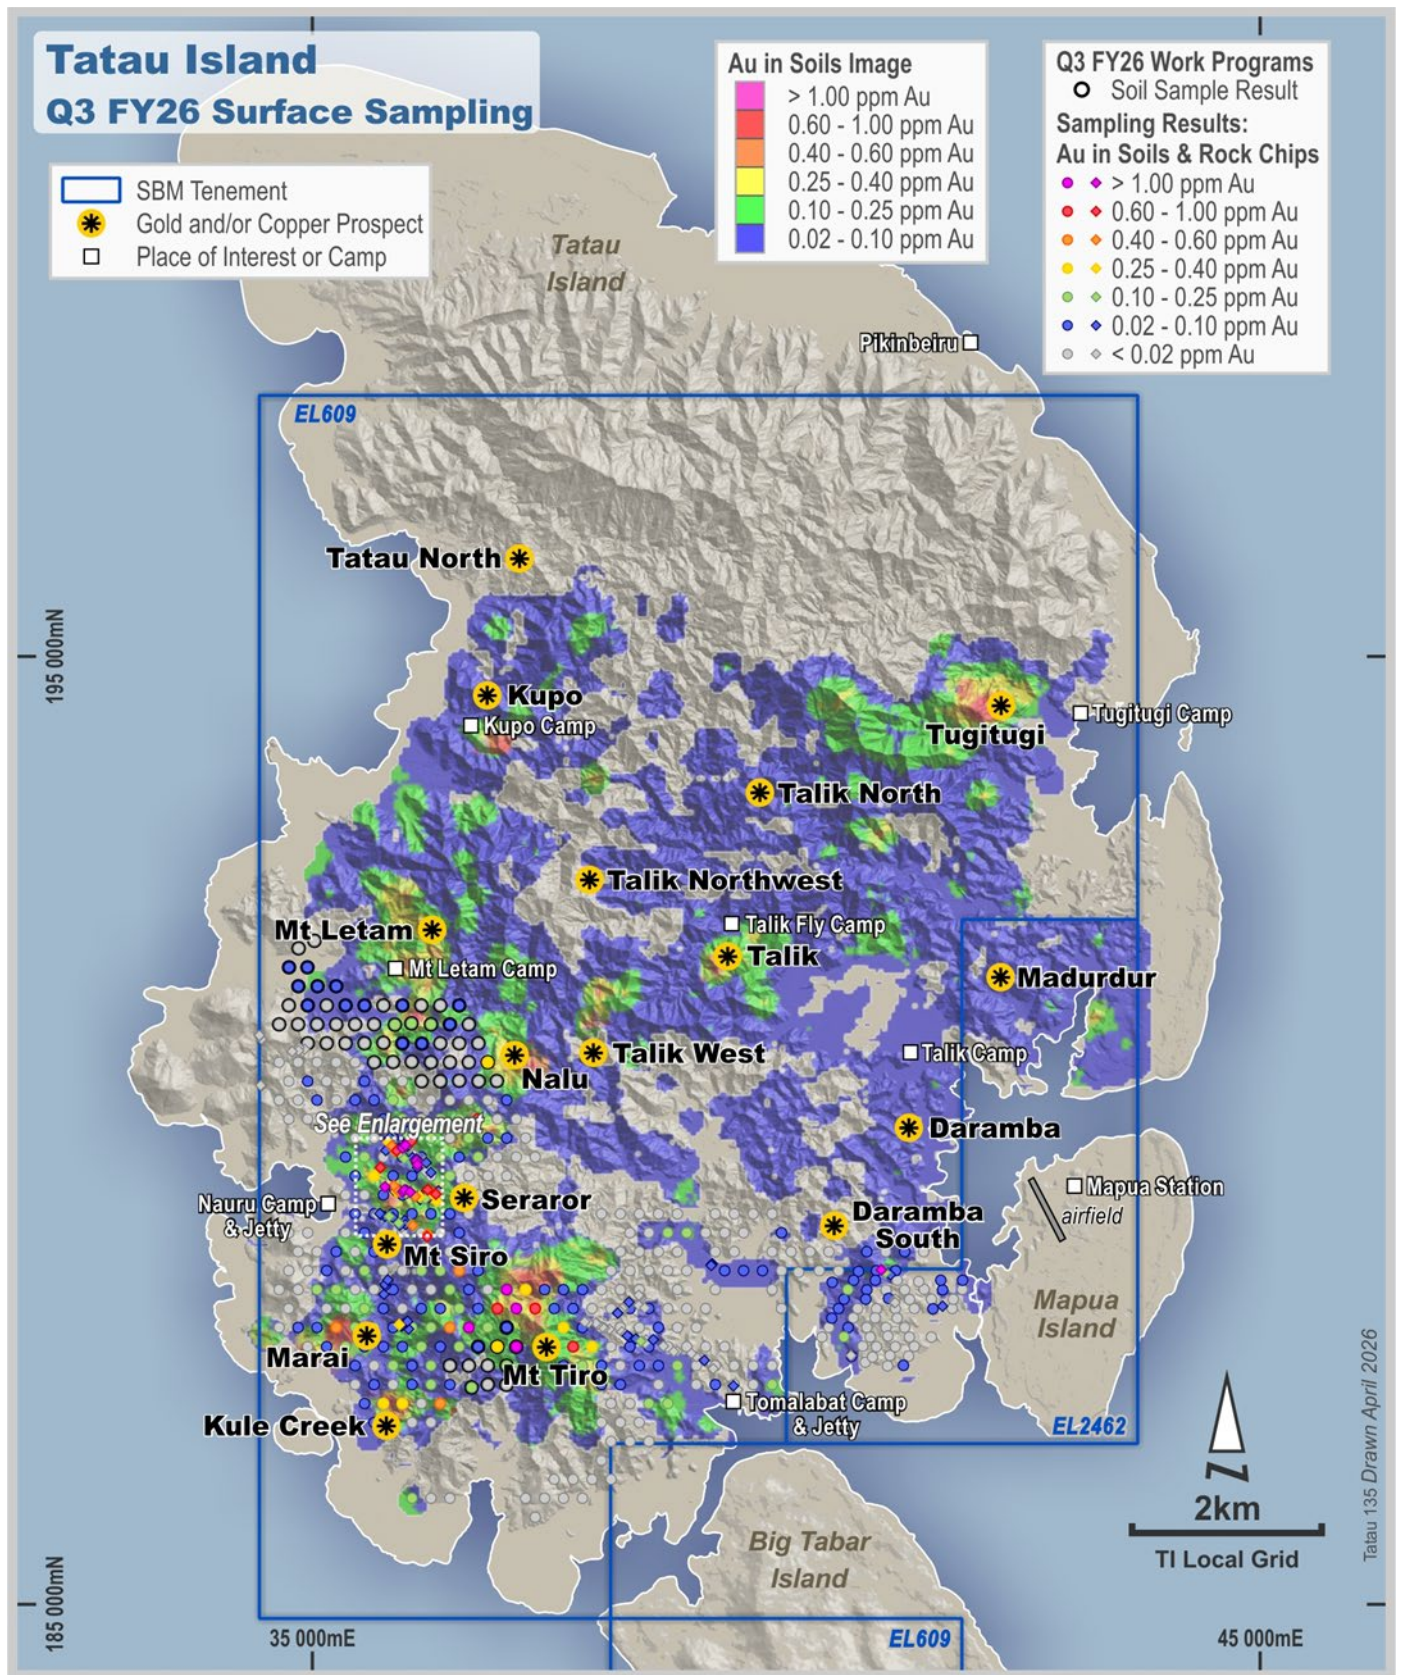 Tatau Island
Q3 FY26 Surface Sampling
SBM Tenement
Gold and/or Copper Prospect
Place of Interest or Camp
Au in Soils Image
> 1.00 ppm Au
0.60 - 1.00 ppm Au
0.40 - 0.60 ppm Au
0.25 - 0.40 ppm Au
0.10 - 0.25 ppm Au
0.02 - 0.10 ppm Au
Q3 FY26 Work Programs
Soil Sample Result
Sampling Results:
Au in Soils & Rock Chips
> 1.00 ppm Au
0.60 - 1.00 ppm Au
0.40 - 0.60 ppm Au
0.25 - 0.40 ppm Au
0.10 - 0.25 ppm Au
0.02 - 0.10 ppm Au
< 0.02 ppm Au
Tatau
Island
Pikinbeiru
EL609
Tatau North
195 000mN
Kupo
Kupo Camp
Tugitugi Camp
Tugitugi
Talik North
Talik Northwest
Talik Fly Camp
Mt Letam
Talik
Mt Letam Camp
Madurdur
Talik West
Talik Camp
Nalu
See Enlargement
Daramba
Mapua Station
Seraror
Nauru Camp
& Jetty
airfield
Daramba
South
Mt Siro
Mapua
Island
Marai
Mt Tiro
Tomalabat Camp
& Jetty
Kule Creek
EL2462
2km
TI Local Grid
Big Tabar
Island
185 000mN
35 000mE
EL609
45 000mE
Tatau 135 Drawn April 2026